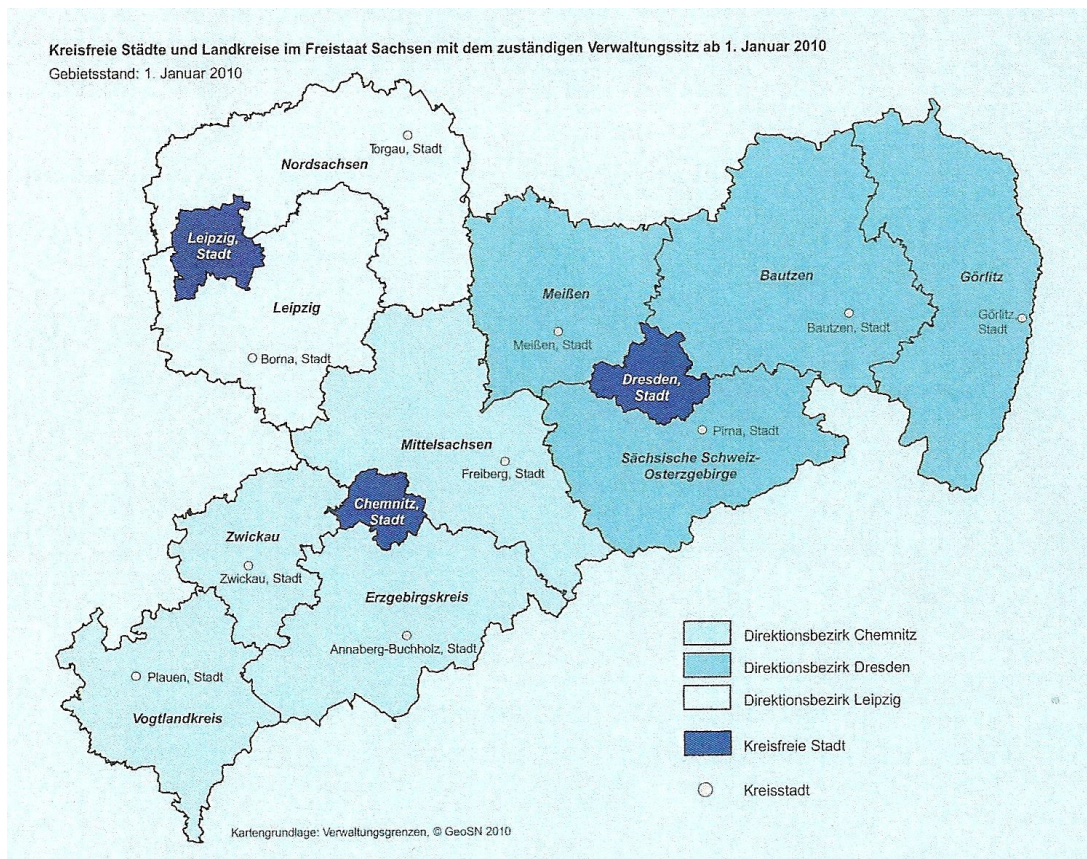 Kreisfreie Städte und Landkreise im Freistaat Sachsen mit dem zuständigen Verwaltungssitz ab 1. Januar 2010
Gebietsstand: 1. Januar 2010
Torgau, Stadt
Nordsachsen
Leipzig,
Stadt
Leipzig
Borna, Stadt
Meißen
Meißen, Stadt
Bautzen
Bautzen, Stadt
Görlitz
Görlitz
Stadt
Dresden,
Stadt
Pirna, Stadt
Sächsische Schweiz-
Osterzgebirge
Mittelsachsen
Freiberg, Stadt
Chemnitz,
Stadt
Zwickau
Zwickau, Stadt
Erzgebirgskreis
Annaberg-Buchholz, Stadt
Plauen, Stadt
Vogtlandkreis
Direktionsbezirk Chemnitz
Direktionsbezirk Dresden
Direktionsbezirk Leipzig
Kreisfreie Stadt
Kreisstadt
Kartengrundlage: Verwaltungsgrenzen, © GeoSN 2010